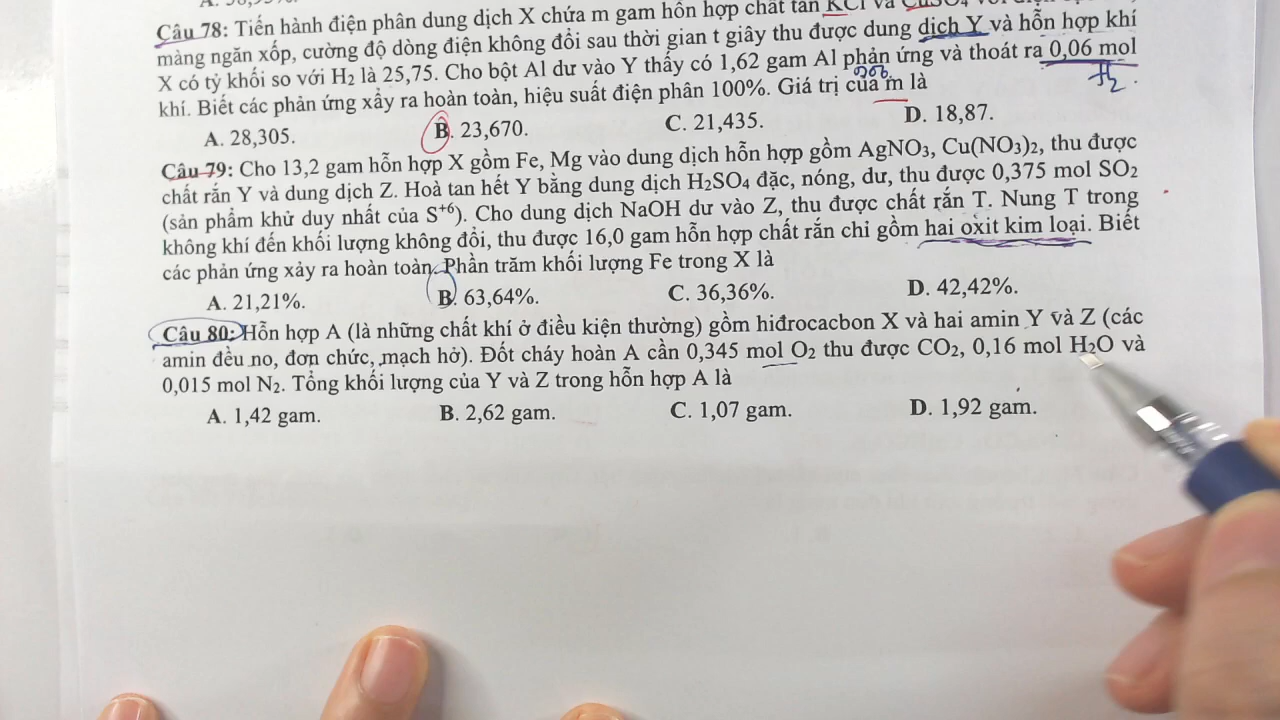 A. 38,93%.
Câu 78: Tiến hành điện phân dung dịch X chứa m gam hỗn hợp chất tan KCl và CuSO4 với điện
màng ngăn xốp, cường độ dòng điện không đổi sau thời gian t giây thu được dung dịch Y và hỗn hợp khí
X có tỷ khối so với H2 là 25,75. Cho bột Al dư vào Y thấy có 1,62 gam Al phản ứng và thoát ra 0,06 mol
H2
khí. Biết các phản ứng xẩy ra hoàn toàn, hiệu suất điện phân 100%. Giá trị của m là
A. 28,305. B. 23,670. C. 21,435. D. 18,87.
Câu 79: Cho 13,2 gam hỗn hợp X gồm Fe, Mg vào dung dịch hỗn hợp gồm AgNO3, Cu(NO3)2, thu được
chất rắn Y và dung dịch Z. Hoà tan hết Y bằng dung dịch H2SO4 đặc, nóng, dư, thu được 0,375 mol SO2
(sản phẩm khử duy nhất của S+6). Cho dung dịch NaOH dư vào Z, thu được chất rắn T. Nung T trong
không khí đến khối lượng không đổi, thu được 16,0 gam hỗn hợp chất rắn chỉ gồm hai oxit kim loại. Biết
các phản ứng xảy ra hoàn toàn. Phần trăm khối lượng Fe trong X là
A. 21,21%. B. 63,64%. C. 36,36%. D. 42,42%.
Câu 80: Hỗn hợp A (là những chất khí ở điều kiện thường) gồm hiđrocacbon X và hai amin Y và Z (các
amin đều no, đơn chức, mạch hở). Đốt cháy hoàn A cần 0,345 mol O2 thu được CO2, 0,16 mol H2O và
0,015 mol N2. Tổng khối lượng của Y và Z trong hỗn hợp A là
A. 1,42 gam. B. 2,62 gam. C. 1,07 gam. D. 1,92 gam.